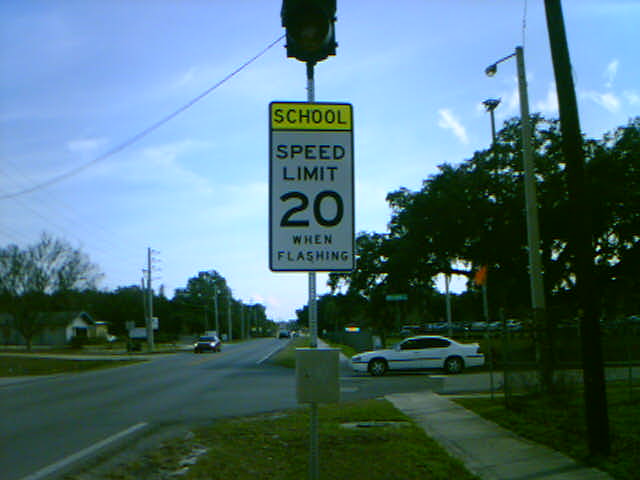 SCHOOL
SPEED
LIMIT
20
WHEN
FLASHING